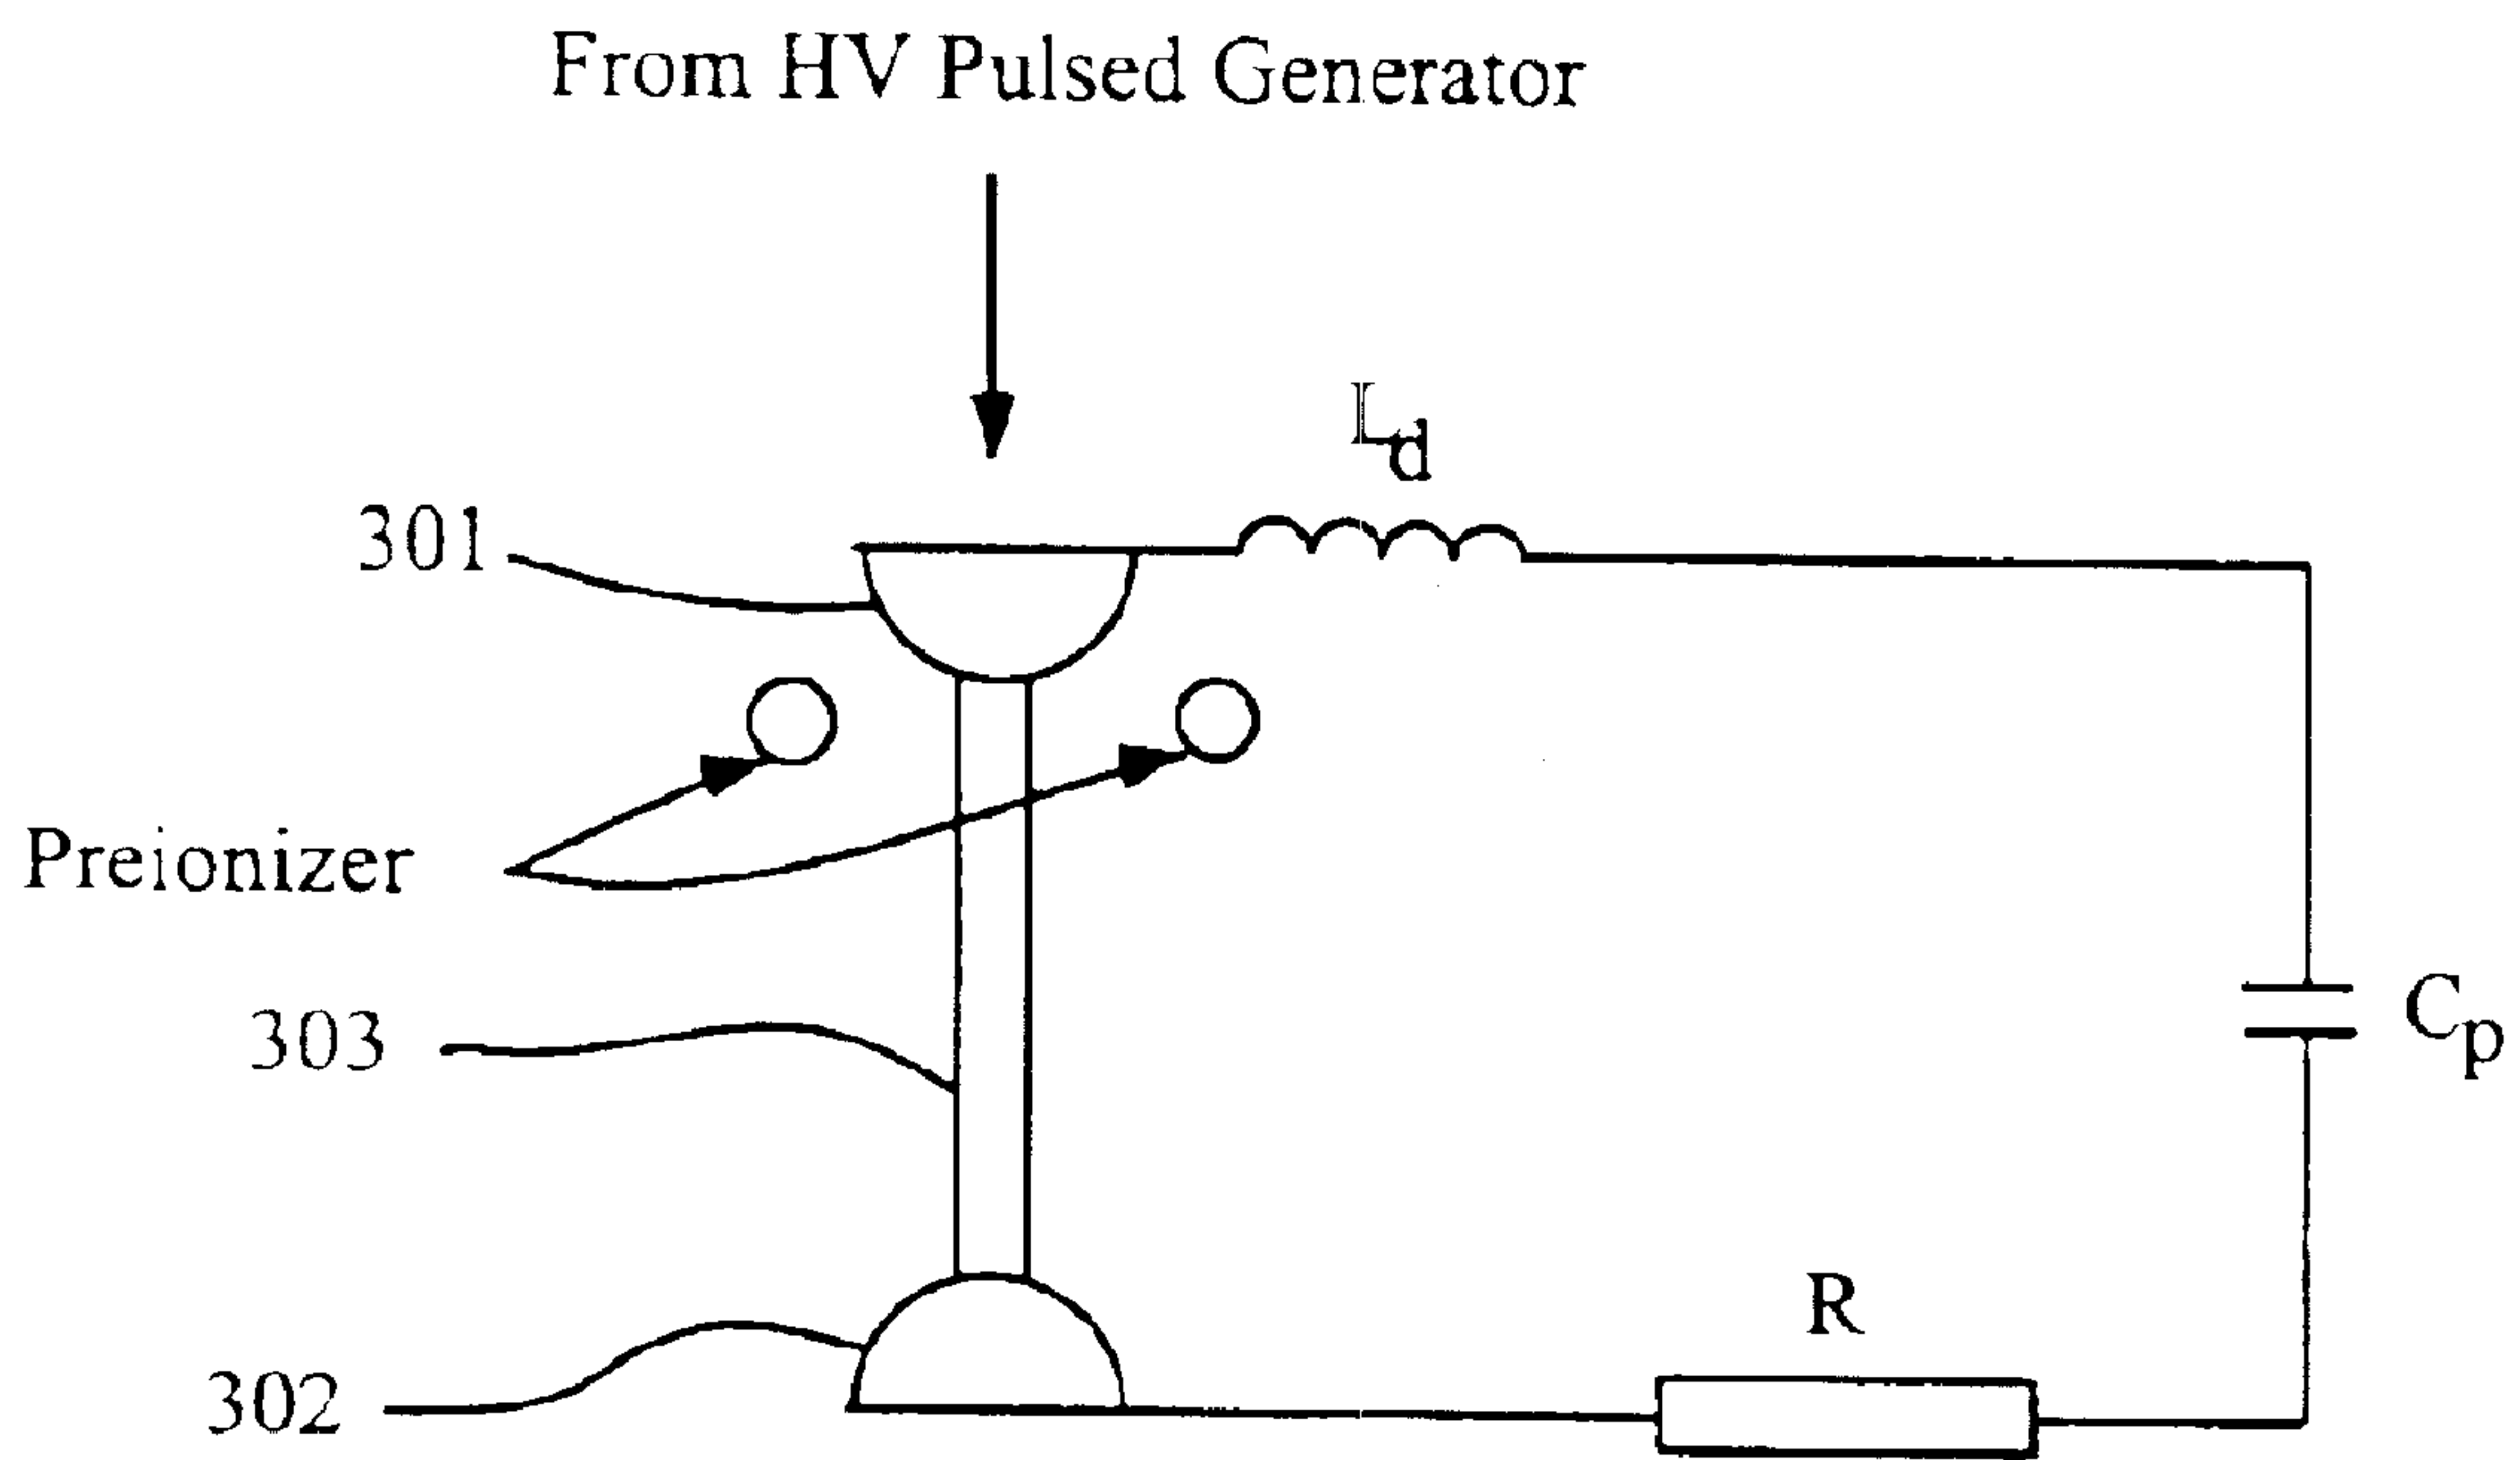 From HV Pulsed Generator
Ld
301
Preionizer
303
Cp
R
302